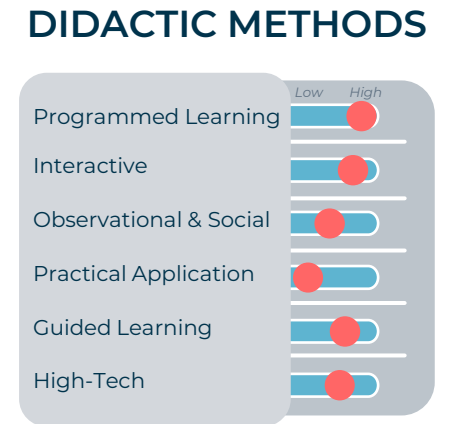 DIDACTIC METHODS
Low High
Programmed Learning
Interactive
Observational & Social
Practical Application
Guided Learning
High-Tech